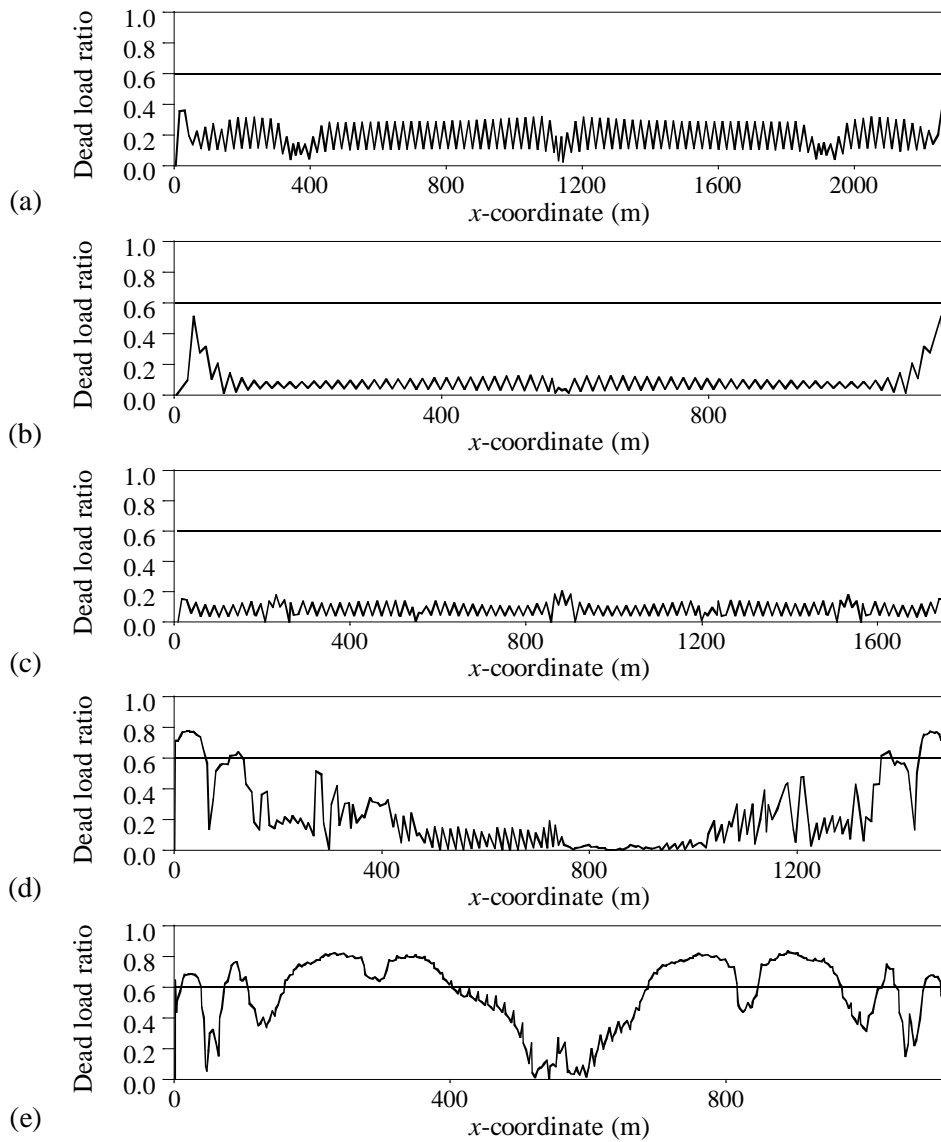 Dead load ratio
1.0
0.8
0.6
0.4
0.2
0.0
0 400 800 1200 1600 2000
x-coordinate (m)
(a)
Dead load ratio
1.0
0.8
0.6
0.4
0.2
0.0
0 400 800
x-coordinate (m)
(b)
Dead load ratio
1.0
0.8
0.6
0.4
0.2
0.0
0 400 800 1200 1600
x-coordinate (m)
(c)
Dead load ratio
1.0
0.8
0.6
0.4
0.2
0.0
0 400 800 1200
x-coordinate (m)
(d)
Dead load ratio
1.0
0.8
0.6
0.4
0.2
0.0
0 400 800
x-coordinate (m)
(e)